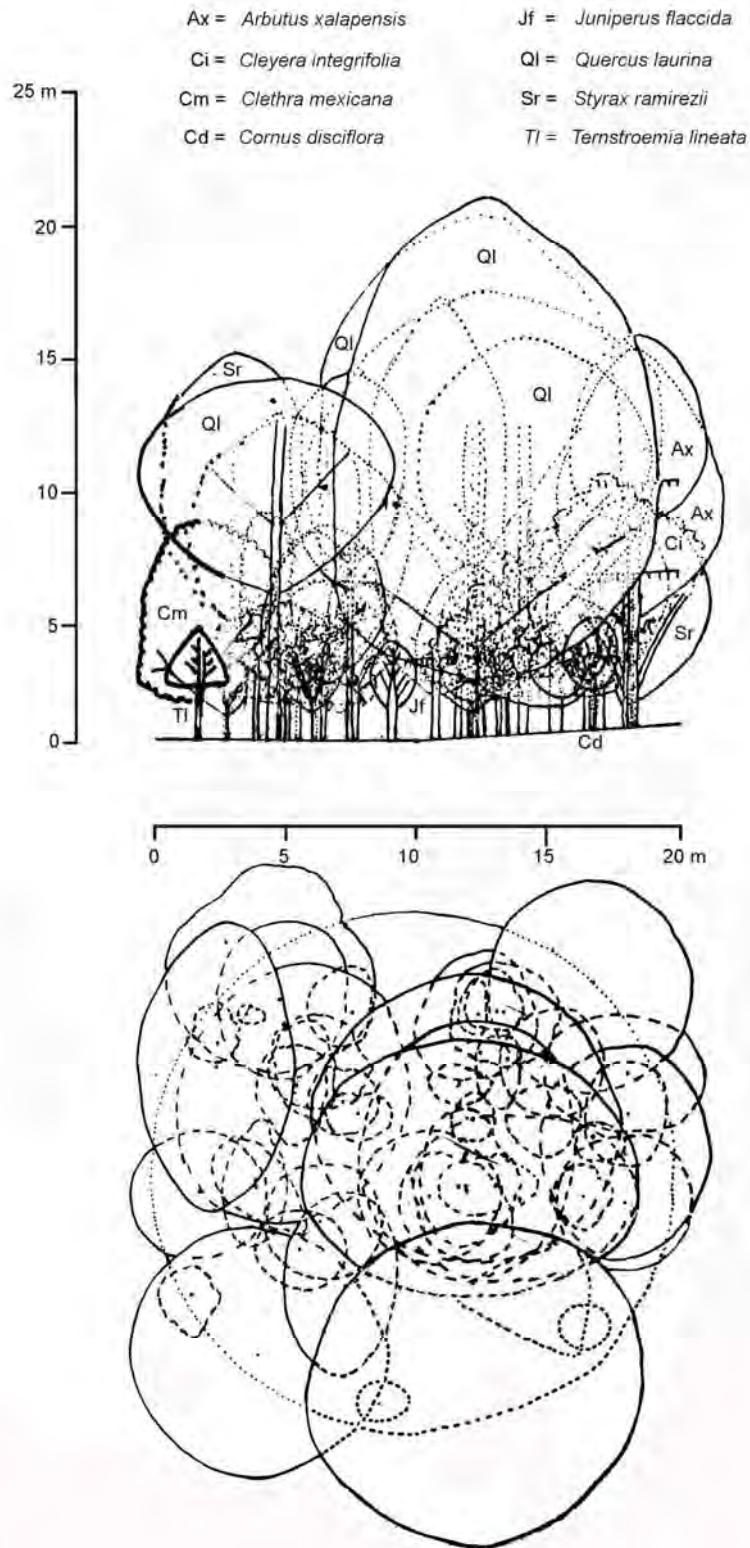 Ax = Arbutus xalapensis
Jf = Juniperus flaccida
Ci = Cleyera integrifolia
Ql = Quercus laurina
Cm = Clethra mexicana
Sr = Styrax ramirezii
Cd = Cornus disciflora
Tl = Ternstroemia lineata
25 m
20
15
10
5
0
Ql
Ql
Sr
Ql
Ql
Ax
Ax
Ci
Cm
Sr
Tl
Jf
Cd
0 5 10 15 20 m